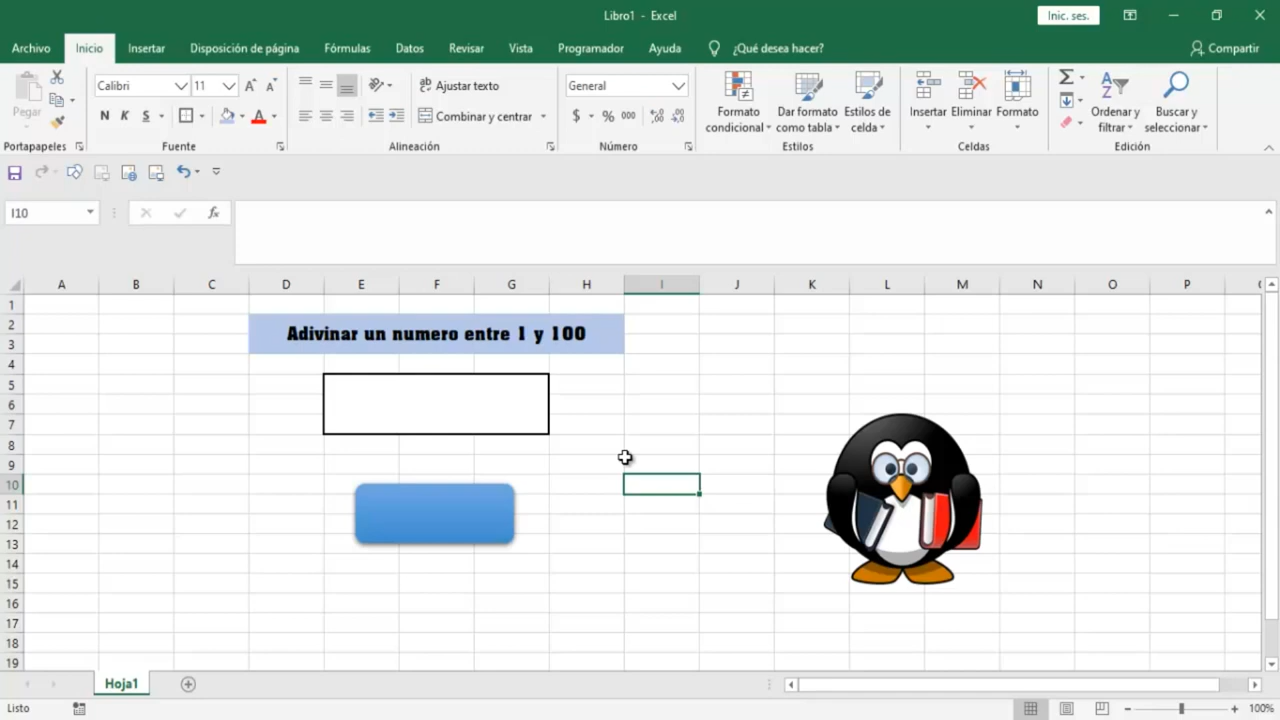 Libro1 - Excel
Inic. ses.
Archivo Inicio Insertar Disposición de página Fórmulas Datos Revisar Vista Programador Ayuda ¿Qué desea hacer? Compartir
Pegar
Calibri 11
N K S
Ajustar texto
Combinar y centrar
General
$ % 000
Formato condicional
Dar formato como tabla
Estilos de celda
Insertar Eliminar Formato
Ordenar y filtrar
Buscar y seleccionar
Portapapeles Fuente Alineación Número Estilos Celdas Edición
I10
fx
A B C D E F G H I J K L M N O P
1
2
3
4
5
6
7
8
9
10
11
12
13
14
15
16
17
18
19
Adivinar un numero entre 1 y 100
Hoja1
Listo
100%